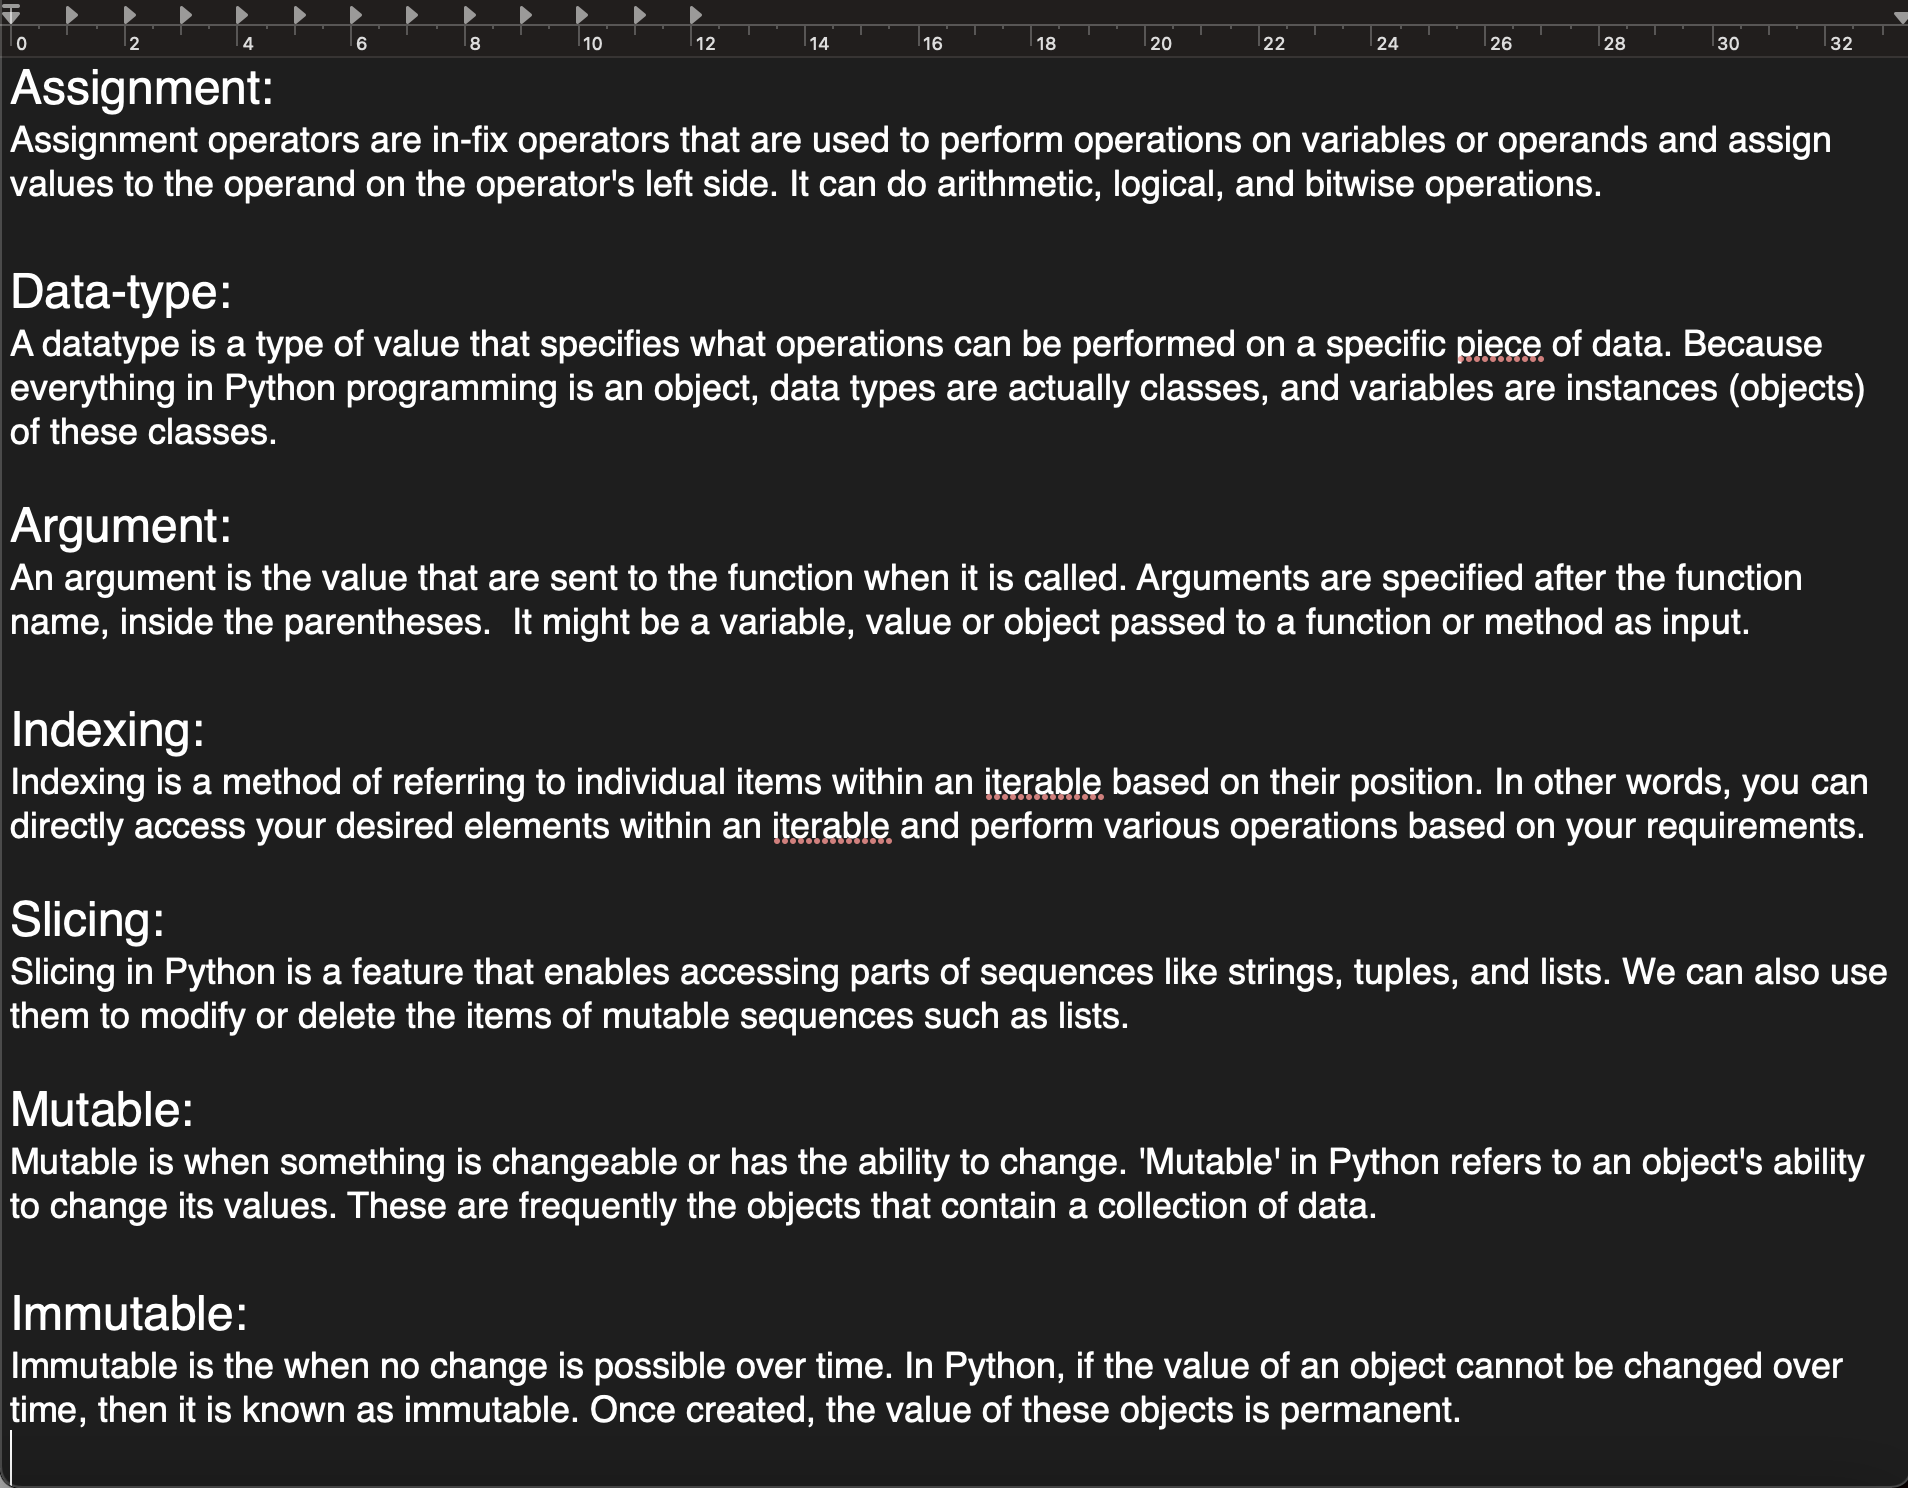 0 2 4 6 8 10 12 14 16 18 20 22 24 26 28 30 32
Assignment:
Assignment operators are in-fix operators that are used to perform operations on variables or operands and assign
values to the operand on the operator's left side. It can do arithmetic, logical, and bitwise operations.
Data-type:
A datatype is a type of value that specifies what operations can be performed on a specific piece of data. Because
everything in Python programming is an object, data types are actually classes, and variables are instances (objects)
of these classes.
Argument:
An argument is the value that are sent to the function when it is called. Arguments are specified after the function
name, inside the parentheses.  It might be a variable, value or object passed to a function or method as input.
Indexing:
Indexing is a method of referring to individual items within an iterable based on their position. In other words, you can
directly access your desired elements within an iterable and perform various operations based on your requirements.
Slicing:
Slicing in Python is a feature that enables accessing parts of sequences like strings, tuples, and lists. We can also use
them to modify or delete the items of mutable sequences such as lists.
Mutable:
Mutable is when something is changeable or has the ability to change. 'Mutable' in Python refers to an object's ability
to change its values. These are frequently the objects that contain a collection of data.
Immutable:
Immutable is the when no change is possible over time. In Python, if the value of an object cannot be changed over
time, then it is known as immutable. Once created, the value of these objects is permanent.